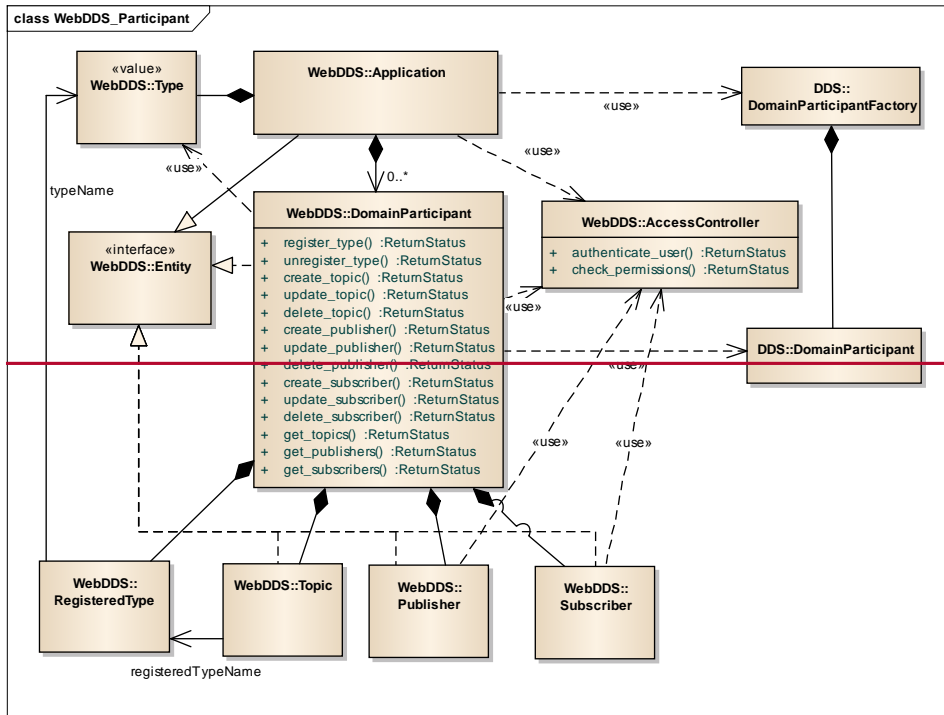 class WebDDS_Participant
«value»
WebDDS::Type
WebDDS::Application
DDS::
DomainParticipantFactory
«use»
«use»
«use»
0..*
typeName
WebDDS::DomainParticipant
+ register_type() :ReturnStatus
+ unregister_type() :ReturnStatus
+ create_topic() :ReturnStatus
+ update_topic() :ReturnStatus
+ delete_topic() :ReturnStatus
+ create_publisher() :ReturnStatus
+ update_publisher() :ReturnStatus
+ delete_publisher() :ReturnStatus
+ create_subscriber() :ReturnStatus
+ update_subscriber() :ReturnStatus
+ delete_subscriber() :ReturnStatus
+ get_topics() :ReturnStatus
+ get_publishers() :ReturnStatus
+ get_subscribers() :ReturnStatus
WebDDS::AccessController
+ authenticate_user() :ReturnStatus
+ check_permissions() :ReturnStatus
«interface»
WebDDS::Entity
«use»
DDS::DomainParticipant
«use»
«use»
«use»
WebDDS::
RegisteredType
WebDDS::Topic
WebDDS::
Publisher
WebDDS::
Subscriber
registeredTypeName